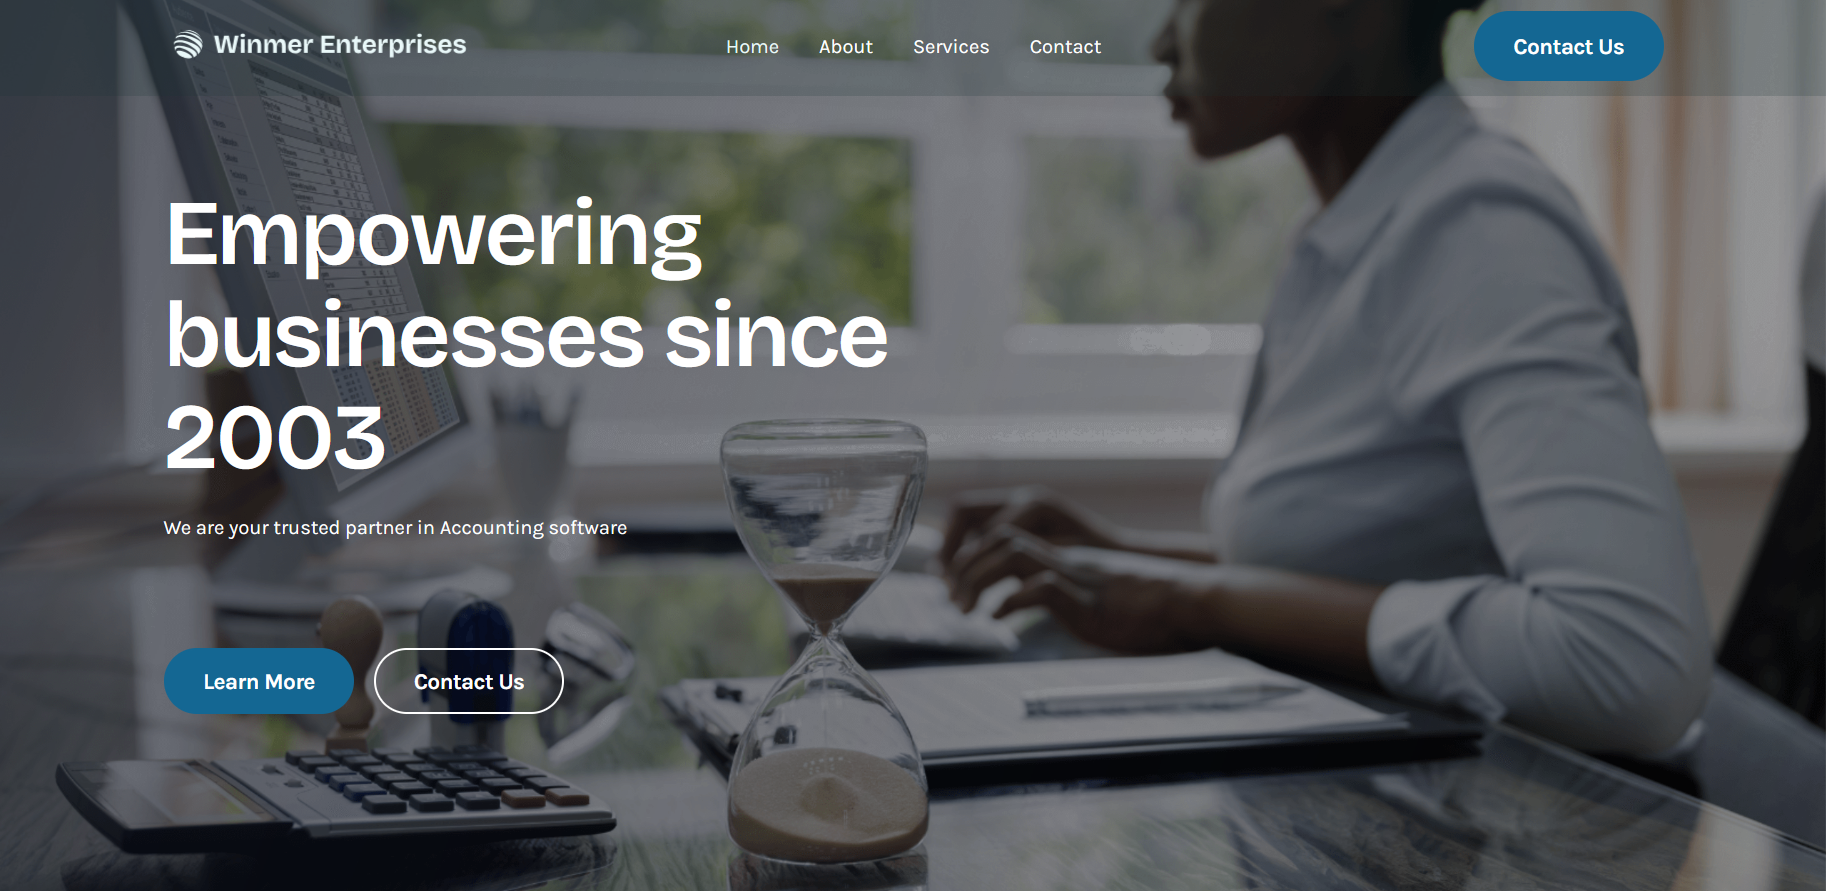 Winmer Enterprises
Home About Services Contact
Contact Us
Empowering
businesses since
2003
We are your trusted partner in Accounting software
Learn More
Contact Us